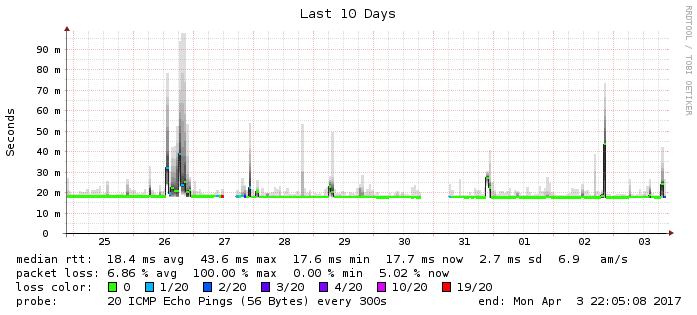 Last 10 Days
RRDTOOL / TOBI OETIKER
Seconds
90 m
80 m
70 m
60 m
50 m
40 m
30 m
20 m
10 m
0
25 26 27 28 29 30 31 01 02 03
median rtt: 18.4 ms avg 43.6 ms max 17.6 ms min 17.7 ms now 2.7 ms sd 6.9 am/s
packet loss: 6.86 % avg 100.00 % max 0.00 % min 5.02 % now
loss color: 0 1/20 2/20 3/20 4/20 10/20 19/20
probe: 20 ICMP Echo Pings (56 Bytes) every 300s end: Mon Apr 3 22:05:08 2017